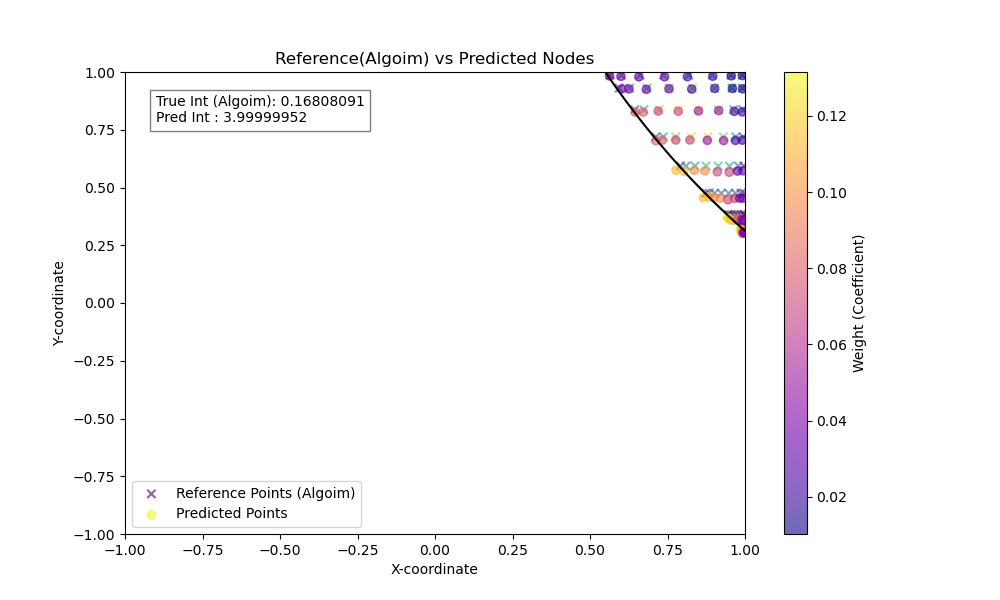 Reference(Algoim) vs Predicted Nodes
True Int (Algoim): 0.16808091
Pred Int : 3.99999952
1.00
0.75
0.50
0.25
0.00
−0.25
−0.50
−0.75
−1.00
Y-coordinate
Reference Points (Algoim)
Predicted Points
−1.00 −0.75 −0.50 −0.25 0.00 0.25 0.50 0.75 1.00
X-coordinate
0.12
0.10
0.08
0.06
0.04
0.02
Weight (Coefficient)